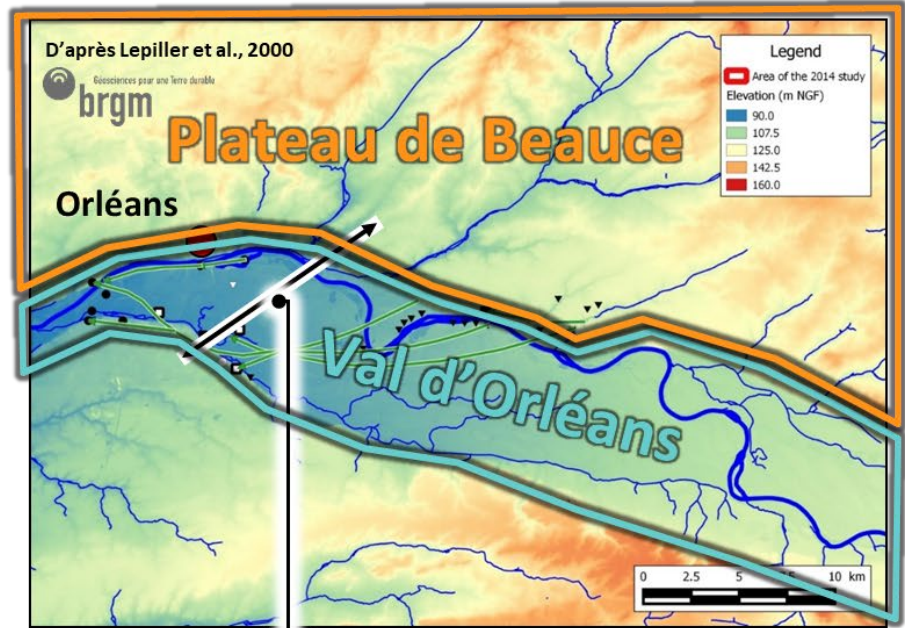 D'après Lepiller et al., 2000
Géosciences pour une Terre durable
brgm
Legend
Area of the 2014 study
Elevation (m NGF)
90.0
107.5
125.0
142.5
160.0
Plateau de Beauce
Orléans
Val d'Orléans
0 2.5 5 7.5 10 km